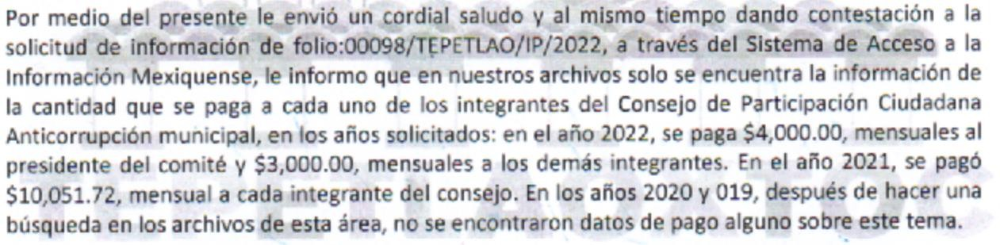 Por medio del presente le envió un cordial saludo y al mismo tiempo dando contestación a la
solicitud de información de folio:00098/TEPETLAO/IP/2022, a través del Sistema de Acceso a la
Información Mexiquense, le informo que en nuestros archivos solo se encuentra la información de
la cantidad que se paga a cada uno de los integrantes del Consejo de Participación Ciudadana
Anticorrupción municipal, en los años solicitados: en el año 2022, se paga $4,000.00, mensuales al
presidente del comité y $3,000.00, mensuales a los demás integrantes. En el año 2021, se pagó
$10,051.72, mensual a cada integrante del consejo. En los años 2020 y 019, después de hacer una
búsqueda en los archivos de esta área, no se encontraron datos de pago alguno sobre este tema.
TEPETLAOXTOC